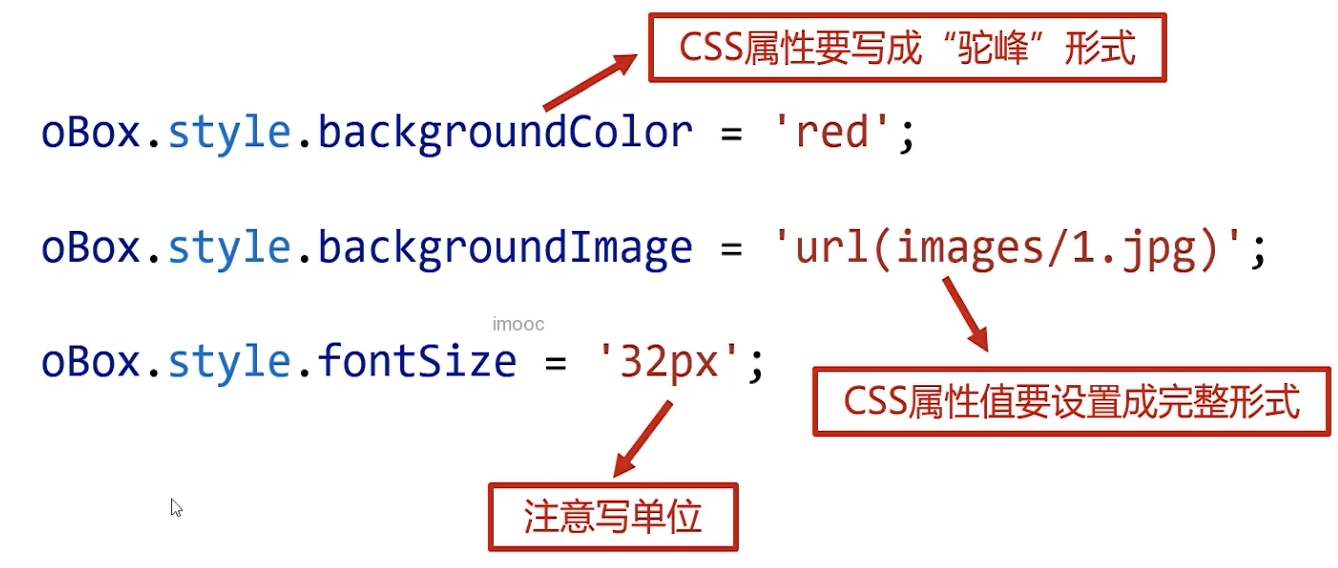 CSS属性要写成“驼峰”形式
oBox.style.backgroundColor = 'red';
oBox.style.backgroundImage = 'url(images/1.jpg)';
imooc
oBox.style.fontSize = '32px';
CSS属性值要设置成完整形式
注意写单位